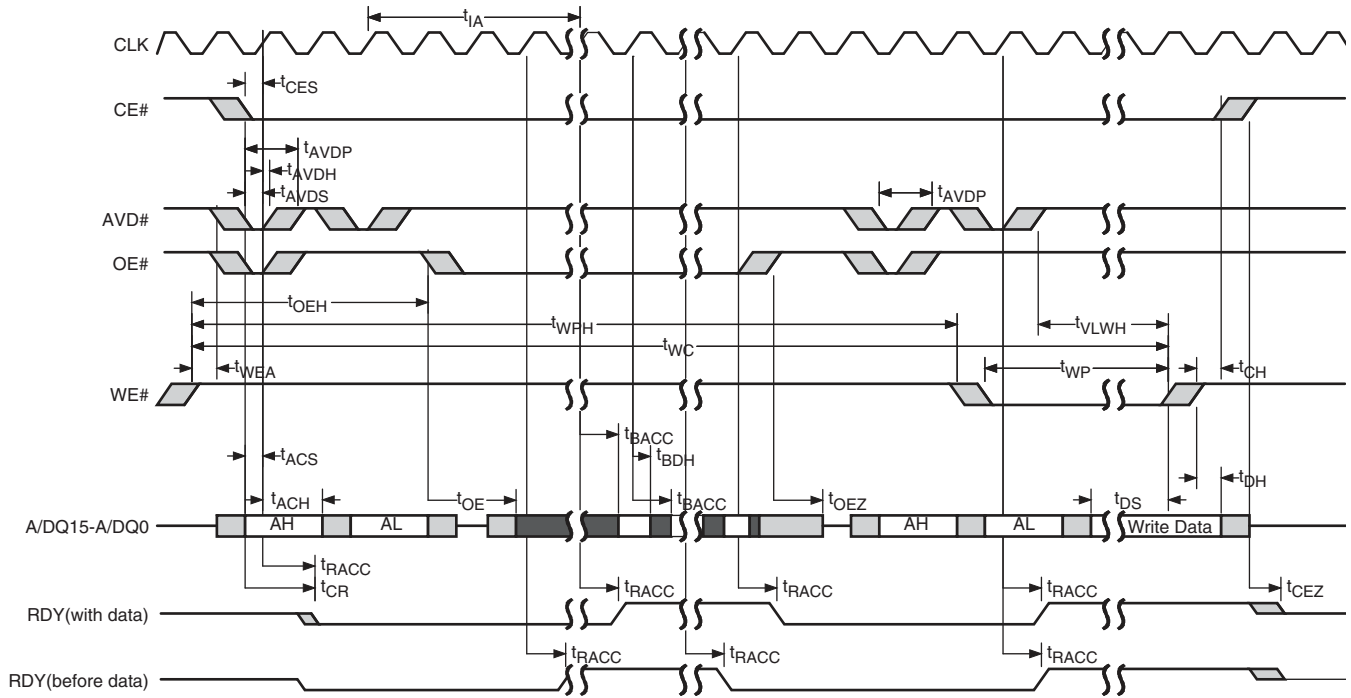 tIA
CLK
tCES
CE#
tAVDP
tAVDH
tAVDS
tAVDP
AVD#
OE#
tOEH
tWPH
tVLWH
tWC
tWEA
tWP
tCH
WE#
tBACC
tBDH
tACS
tACH
tOE
tBACC
tOEZ
tDS
tDH
A/DQ15-A/DQ0
AH
AL
AH
AL
Write Data
tRACC
tCR
tRACC
tRACC
tRACC
tCEZ
RDY(with data)
tRACC
tRACC
tRACC
RDY(before data)